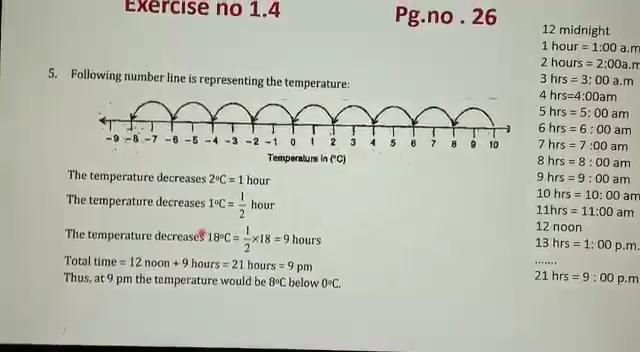 Exercise no 1.4
Pg.no . 26
5. Following number line is representing the temperature:
-9 -8 -7 -6 -5 -4 -3 -2 -1 0 1 2 3 4 5 6 7 8 9 10
Temperature in (°C)
The temperature decreases 2°C = 1 hour
The temperature decreases 1°C = 1/2 hour
The temperature decreases 18°C = 1/2 ×18 = 9 hours
Total time = 12 noon + 9 hours = 21 hours = 9 pm
Thus, at 9 pm the temperature would be 8°C below 0°C.
12 midnight
1 hour = 1:00 a.m
2 hours = 2:00a.m
3 hrs = 3: 00 a.m
4 hrs=4:00am
5 hrs = 5; 00 am
6 hrs = 6 : 00 am
7 hrs = 7 :00 am
8 hrs = 8 : 00 am
9 hrs = 9 : 00 am
10 hrs = 10: 00 am
11hrs = 11:00 am
12 noon
13 hrs = 1: 00 p.m.
.......
21 hrs = 9 : 00 p.m